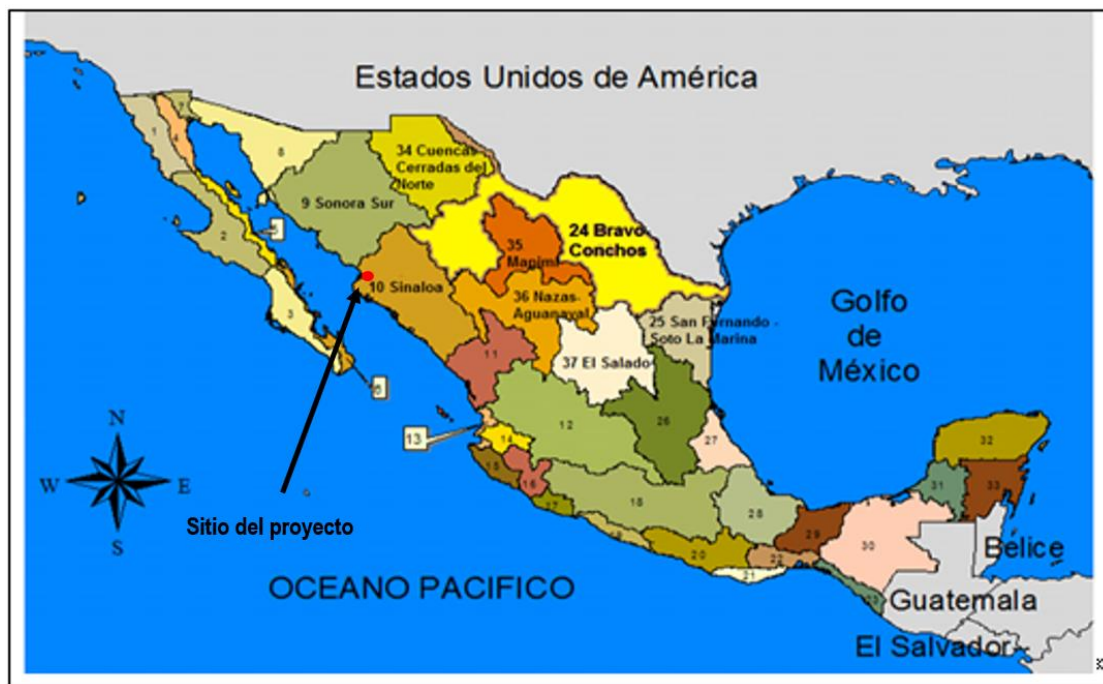 Estados Unidos de América
1
4
7
8
34 Cuencas
Cerradas del
Norte
9 Sonora Sur
2
5
24 Bravo-
Conchos
35
Mapimí
10 Sinaloa
36 Nazas-
Aguanaval
3
25 San Fernando -
Soto La Marina
Golfo
de
México
37 El Salado
11
6
12
26
13
14
27
32
15
16
31
33
N
W
E
S
17
18
28
Sitio del proyecto
29
30
20
22
21
Belice
OCEANO PACIFICO
23
Guatemala
El Salvador